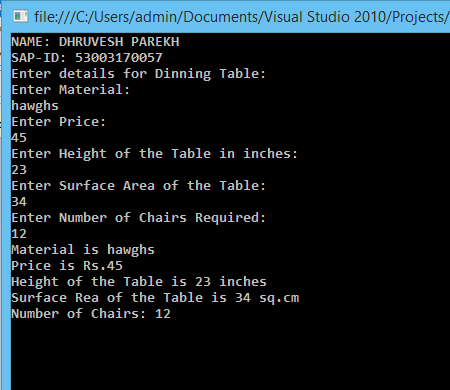 file:///C:/Users/admin/Documents/Visual Studio 2010/Projects/
NAME: DHRUVESH PAREKH
SAP-ID: 53003170057
Enter details for Dinning Table:
Enter Material:
hawghs
Enter Price:
45
Enter Height of the Table in inches:
23
Enter Surface Area of the Table:
34
Enter Number of Chairs Required:
12
Material is hawghs
Price is Rs.45
Height of the Table is 23 inches
Surface Rea of the Table is 34 sq.cm
Number of Chairs: 12